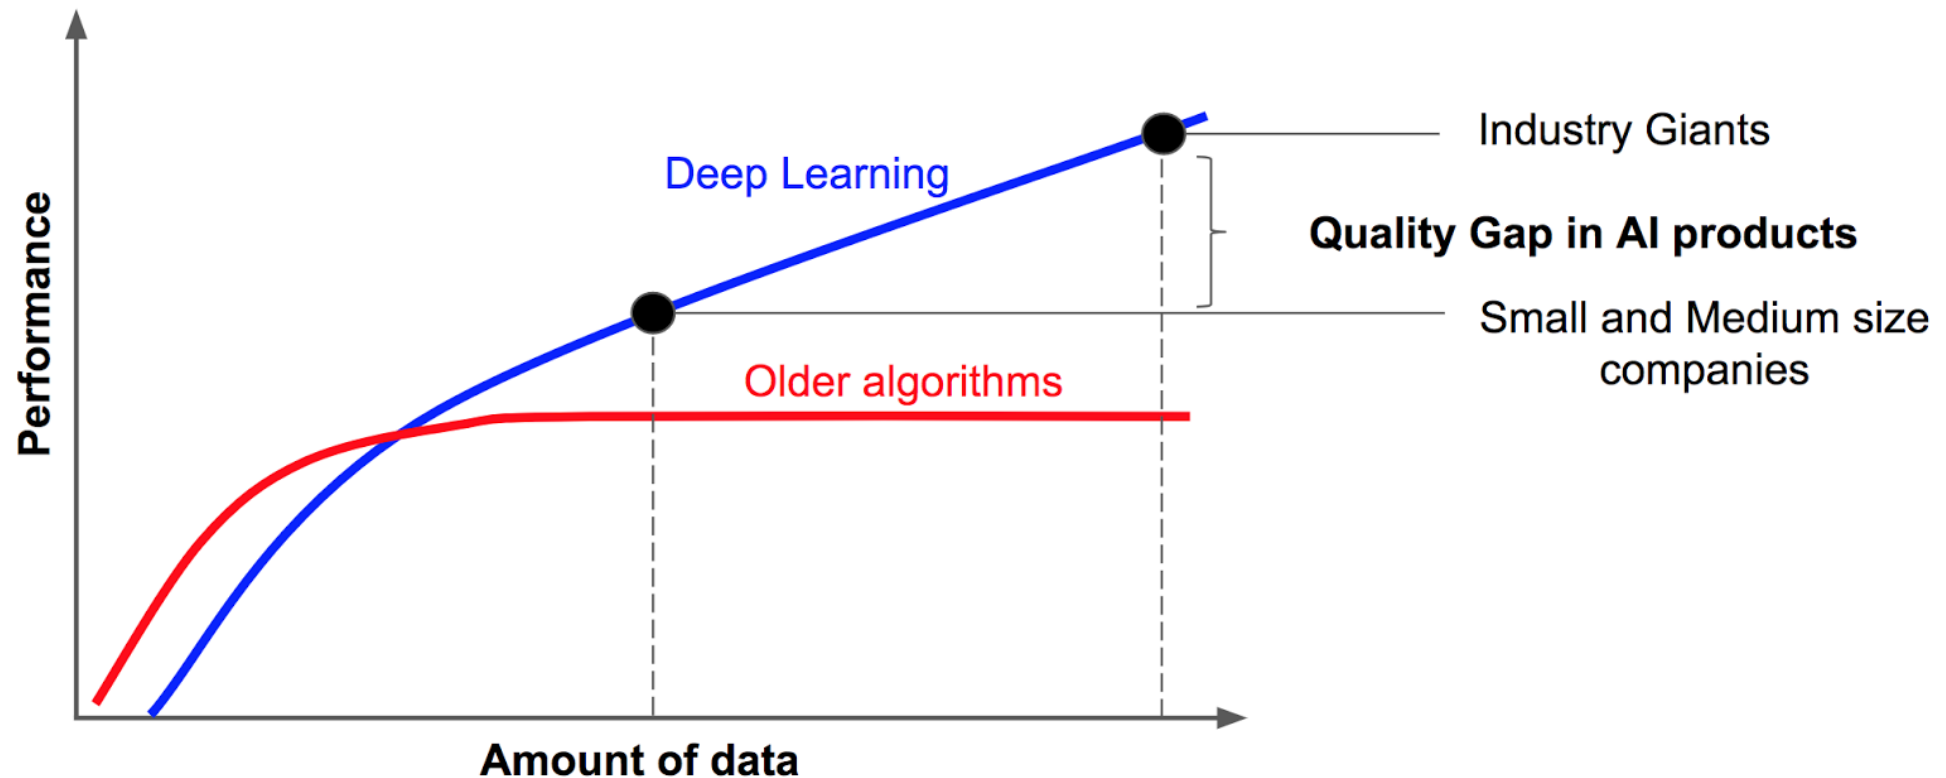 Industry Giants
Deep Learning
Quality Gap in AI products
Small and Medium size
companies
Older algorithms
Performance
Amount of data